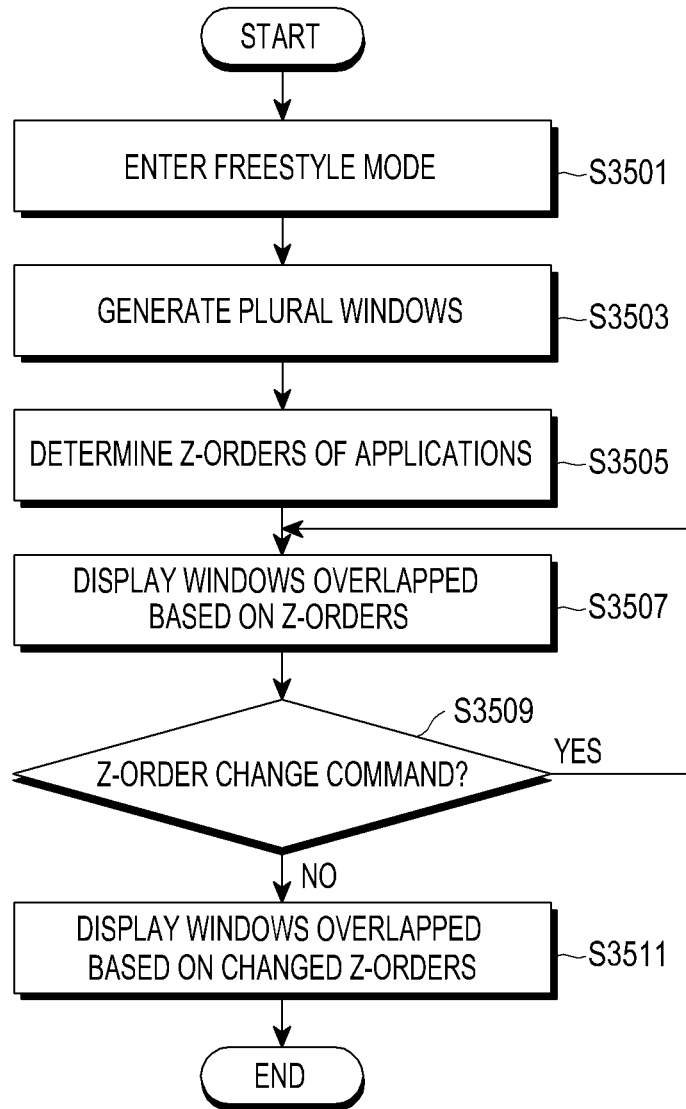 START
ENTER FREESTYLE MODE
S3501
GENERATE PLURAL WINDOWS
S3503
DETERMINE Z-ORDERS OF APPLICATIONS
S3505
DISPLAY WINDOWS OVERLAPPED
BASED ON Z-ORDERS
S3507
S3509
Z-ORDER CHANGE COMMAND?
YES
NO
DISPLAY WINDOWS OVERLAPPED
BASED ON CHANGED Z-ORDERS
S3511
END